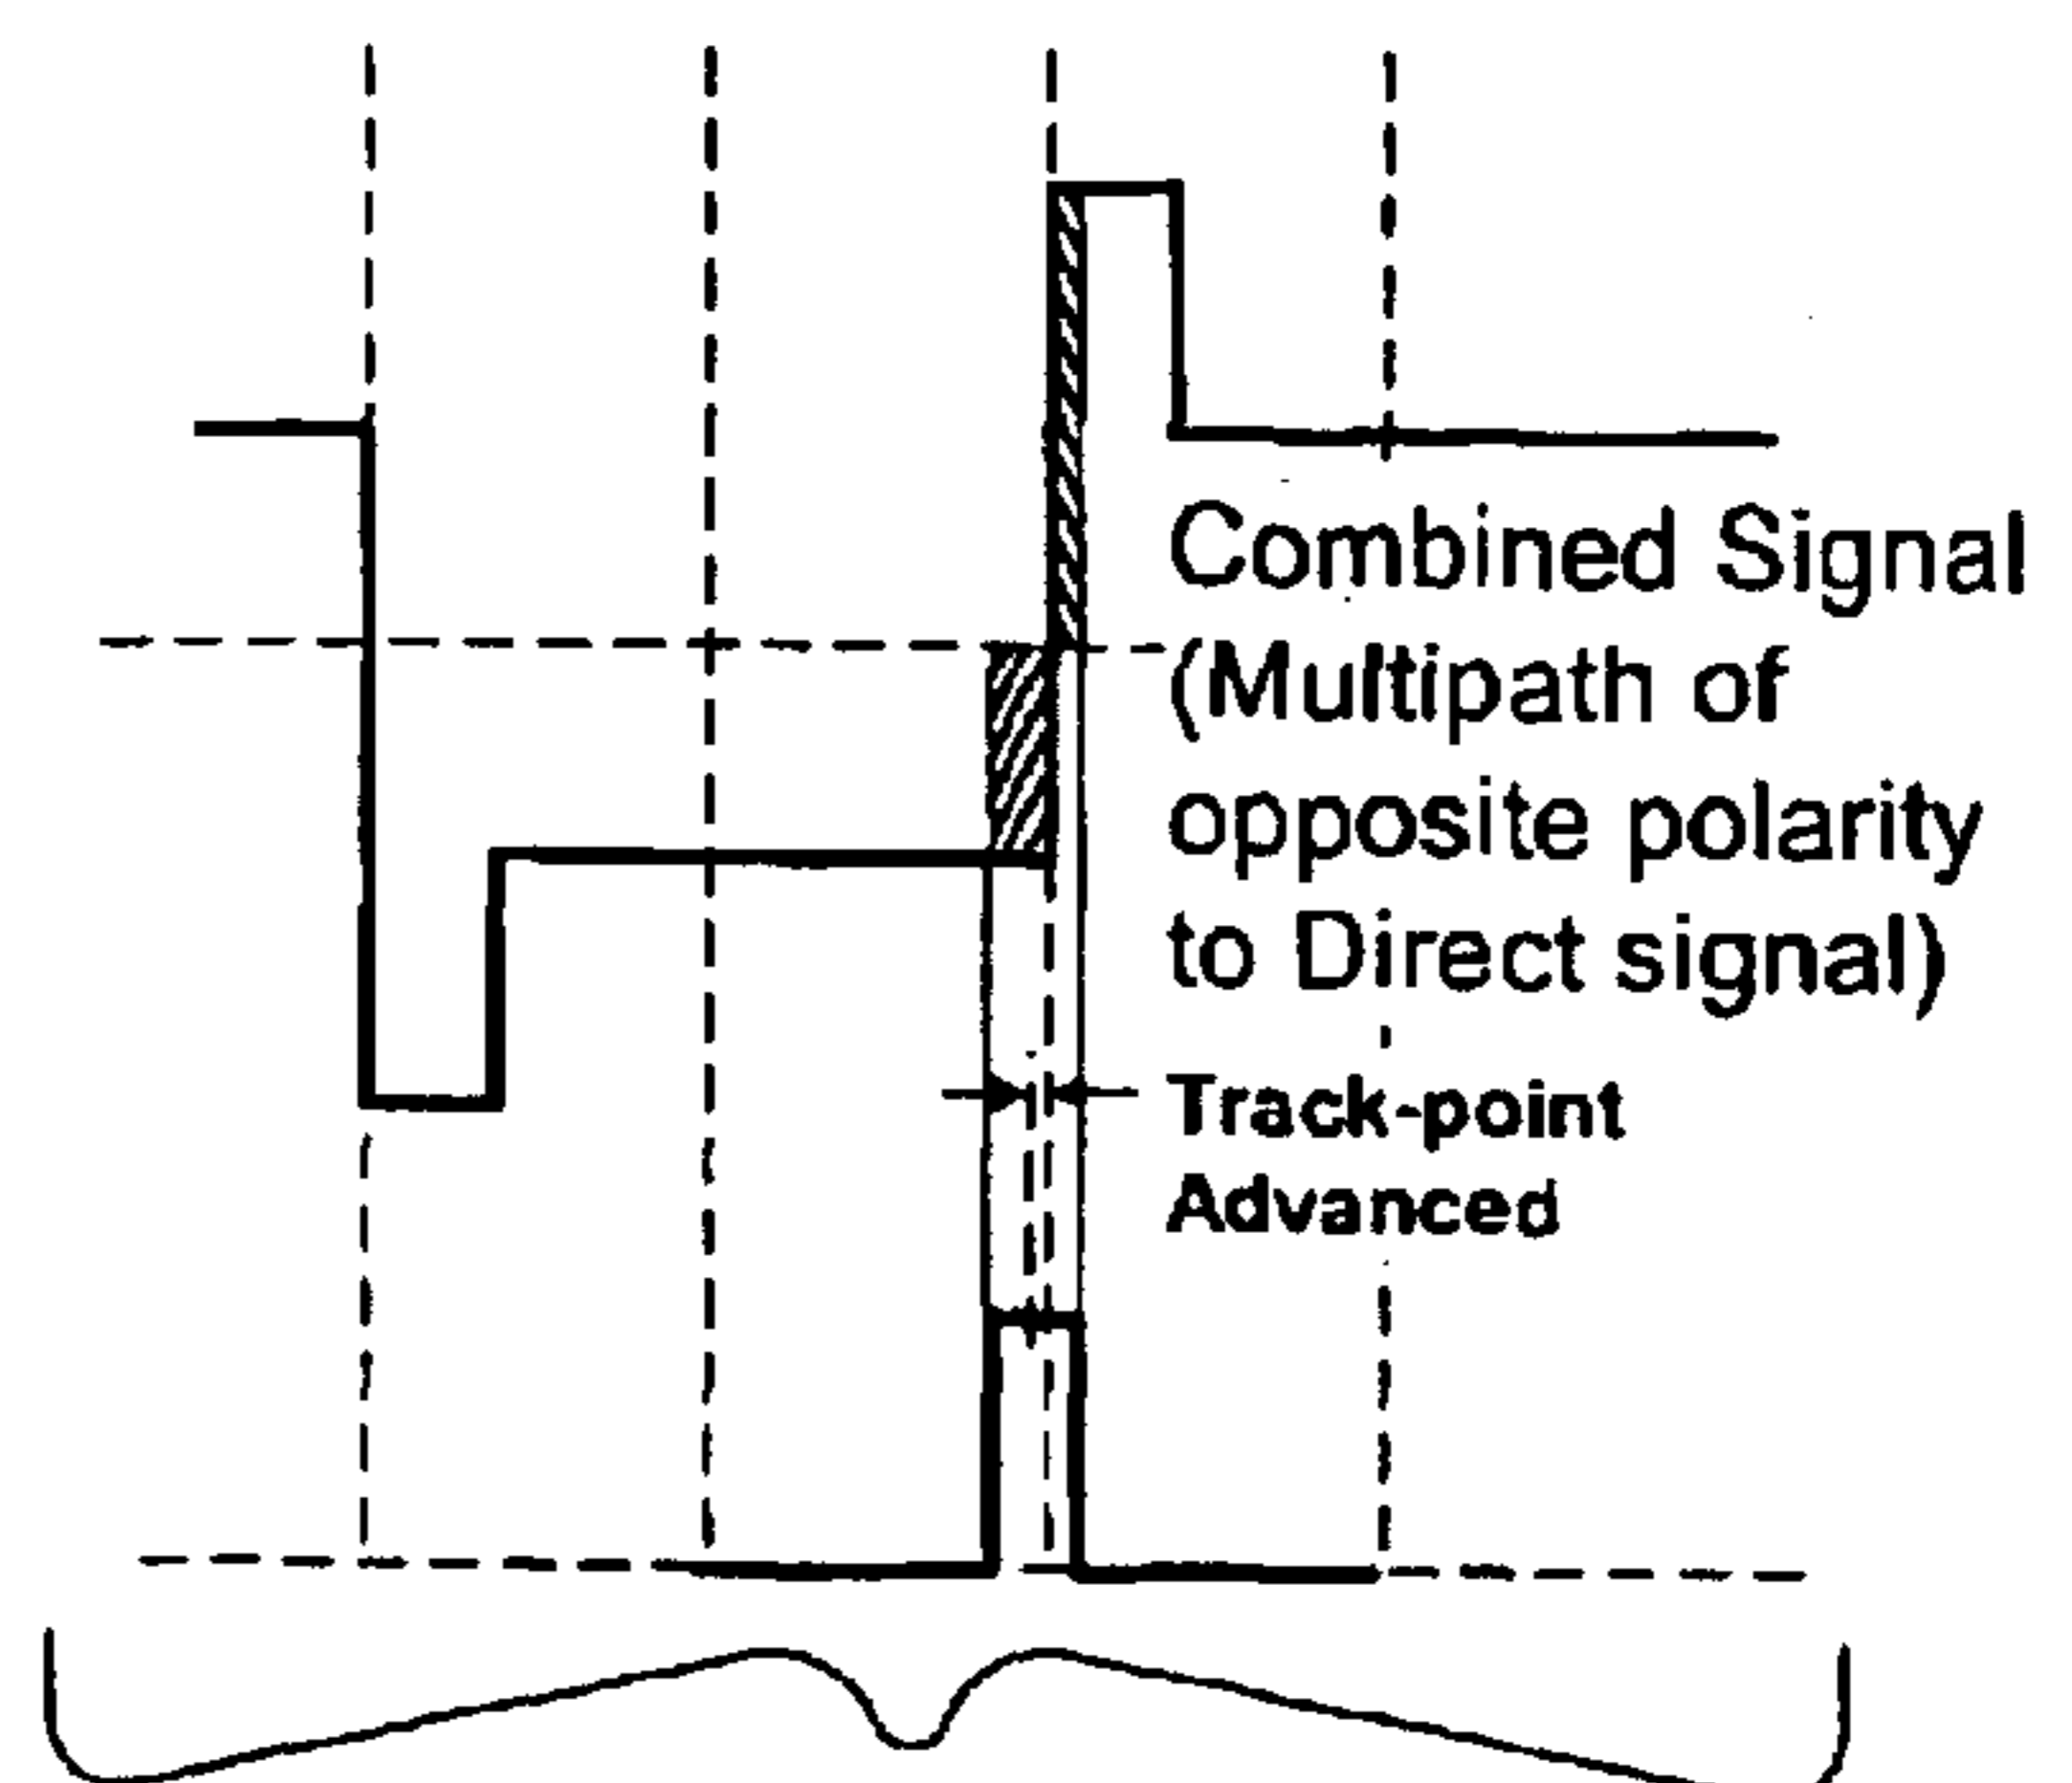 Combined Signal
(Multipath of
opposite polarity
to Direct signal)
Track-point
Advanced